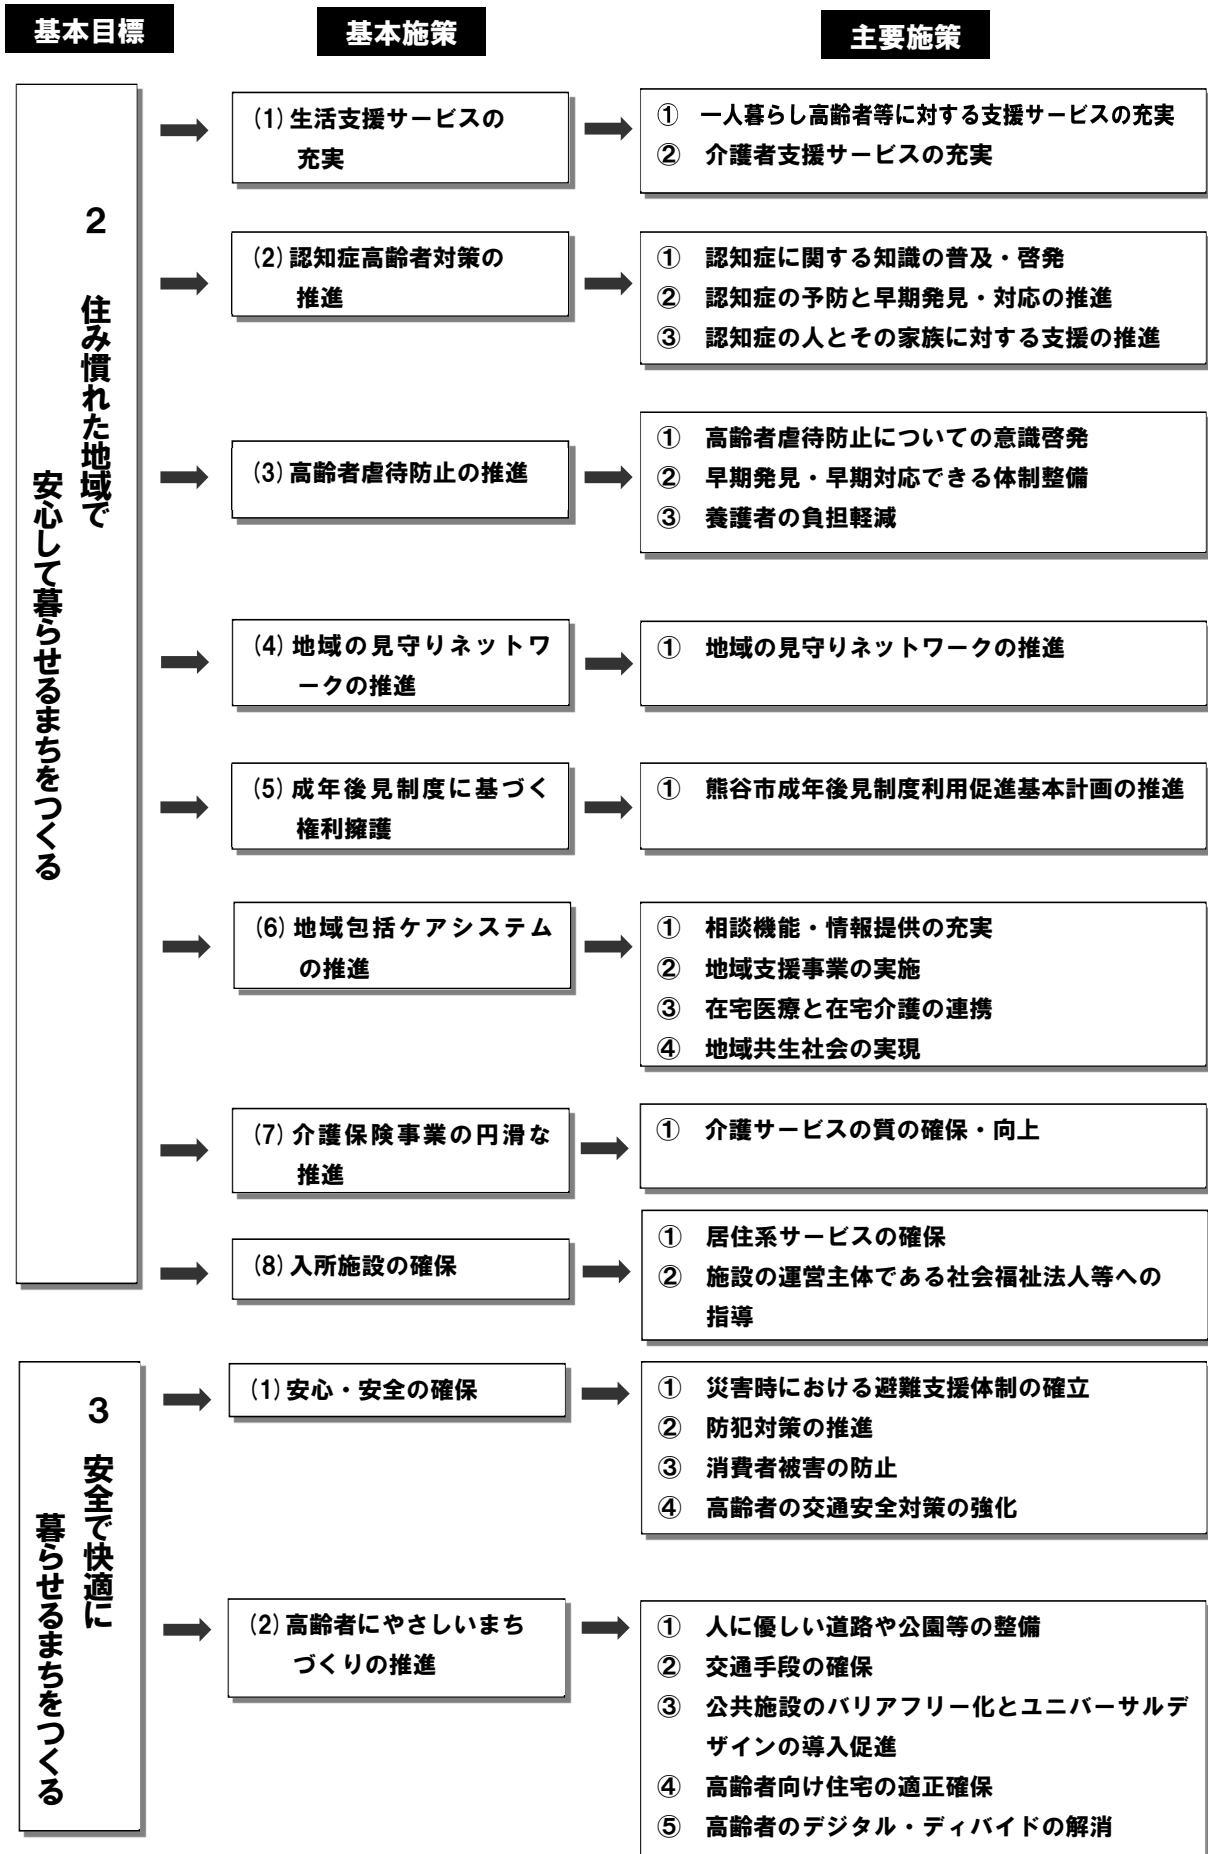 基本目標
基本施策
主要施策
2 住み慣れた地域で
安心して暮らせるまちをつくる
(1)生活支援サービスの
充実
① 一人暮らし高齢者等に対する支援サービスの充実
② 介護者支援サービスの充実
(2)認知症高齢者対策の
推進
① 認知症に関する知識の普及・啓発
② 認知症の予防と早期発見・対応の推進
③ 認知症の人とその家族に対する支援の推進
(3)高齢者虐待防止の推進
① 高齢者虐待防止についての意識啓発
② 早期発見・早期対応できる体制整備
③ 養護者の負担軽減
(4)地域の見守りネットワ
ークの推進
① 地域の見守りネットワークの推進
(5)成年後見制度に基づく
権利擁護
① 熊谷市成年後見制度利用促進基本計画の推進
(6)地域包括ケアシステム
の推進
① 相談機能・情報提供の充実
② 地域支援事業の実施
③ 在宅医療と在宅介護の連携
④ 地域共生社会の実現
(7)介護保険事業の円滑な
推進
① 介護サービスの質の確保・向上
(8)入所施設の確保
① 居住系サービスの確保
② 施設の運営主体である社会福祉法人等への
指導
3 安全で快適に
暮らせるまちをつくる
(1)安心・安全の確保
① 災害時における避難支援体制の確立
② 防犯対策の推進
③ 消費者被害の防止
④ 高齢者の交通安全対策の強化
(2)高齢者にやさしいまち
づくりの推進
① 人に優しい道路や公園等の整備
② 交通手段の確保
③ 公共施設のバリアフリー化とユニバーサルデ
ザインの導入促進
④ 高齢者向け住宅の適正確保
⑤ 高齢者のデジタル・ディバイドの解消